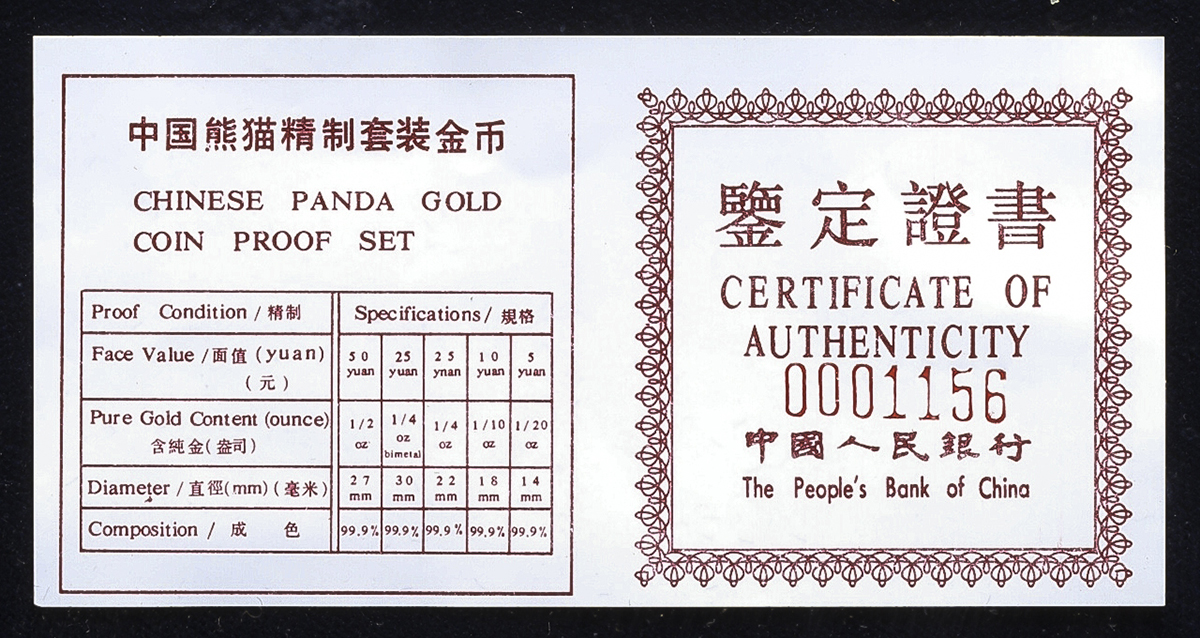 中国熊猫精制套装金币
CHINESE PANDA GOLD
COIN PROOF SET
Proof Condition / 精制 Specifications / 規格
Face Value / 面值 (yuan) 50 25 25 10 5
(元) yuan yuan ynan yuan yuan
Pure Gold Content (ounce) 1/2 1/4 1/4 1/10 1/20
含純金(盎司) oz oz oz oz oz
bimetal
Diameter / 直徑(mm) (毫米) 27 30 22 18 14
mm mm mm mm mm
Composition / 成 色 99.9% 99.9% 99.9% 99.9% 99.9%
鑒定證書
CERTIFICATE OF
AUTHENTICITY
0001156
中國人民銀行
The People's Bank of China